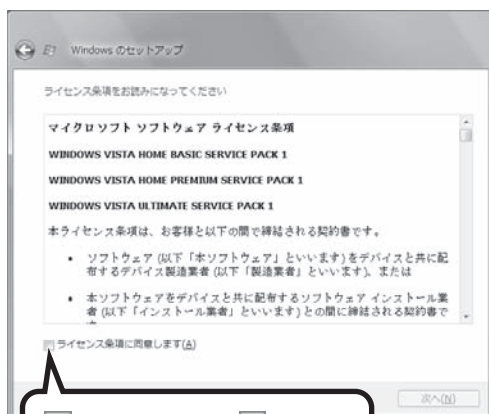 Windows のセットアップ
ライセンス条項をお読みになってください
マイクロソフト ソフトウェア ライセンス条項
WINDOWS VISTA HOME BASIC SERVICE PACK 1
WINDOWS VISTA HOME PREMIUM SERVICE PACK 1
WINDOWS VISTA ULTIMATE SERVICE PACK 1
本ライセンス条項は、お客様と以下の間で締結される契約書です。
• ソフトウェア (以下「本ソフトウェア」といいます) をデバイスと共に配
布するデバイス製造業者 (以下「製造業者」といいます)、または
• 本ソフトウェアをデバイスと共に配布するソフトウェア インストール業
者 (以下「インストール業者」といいます) との間に締結される契約書で
ライセンス条項に同意します(A)
次へ(N)